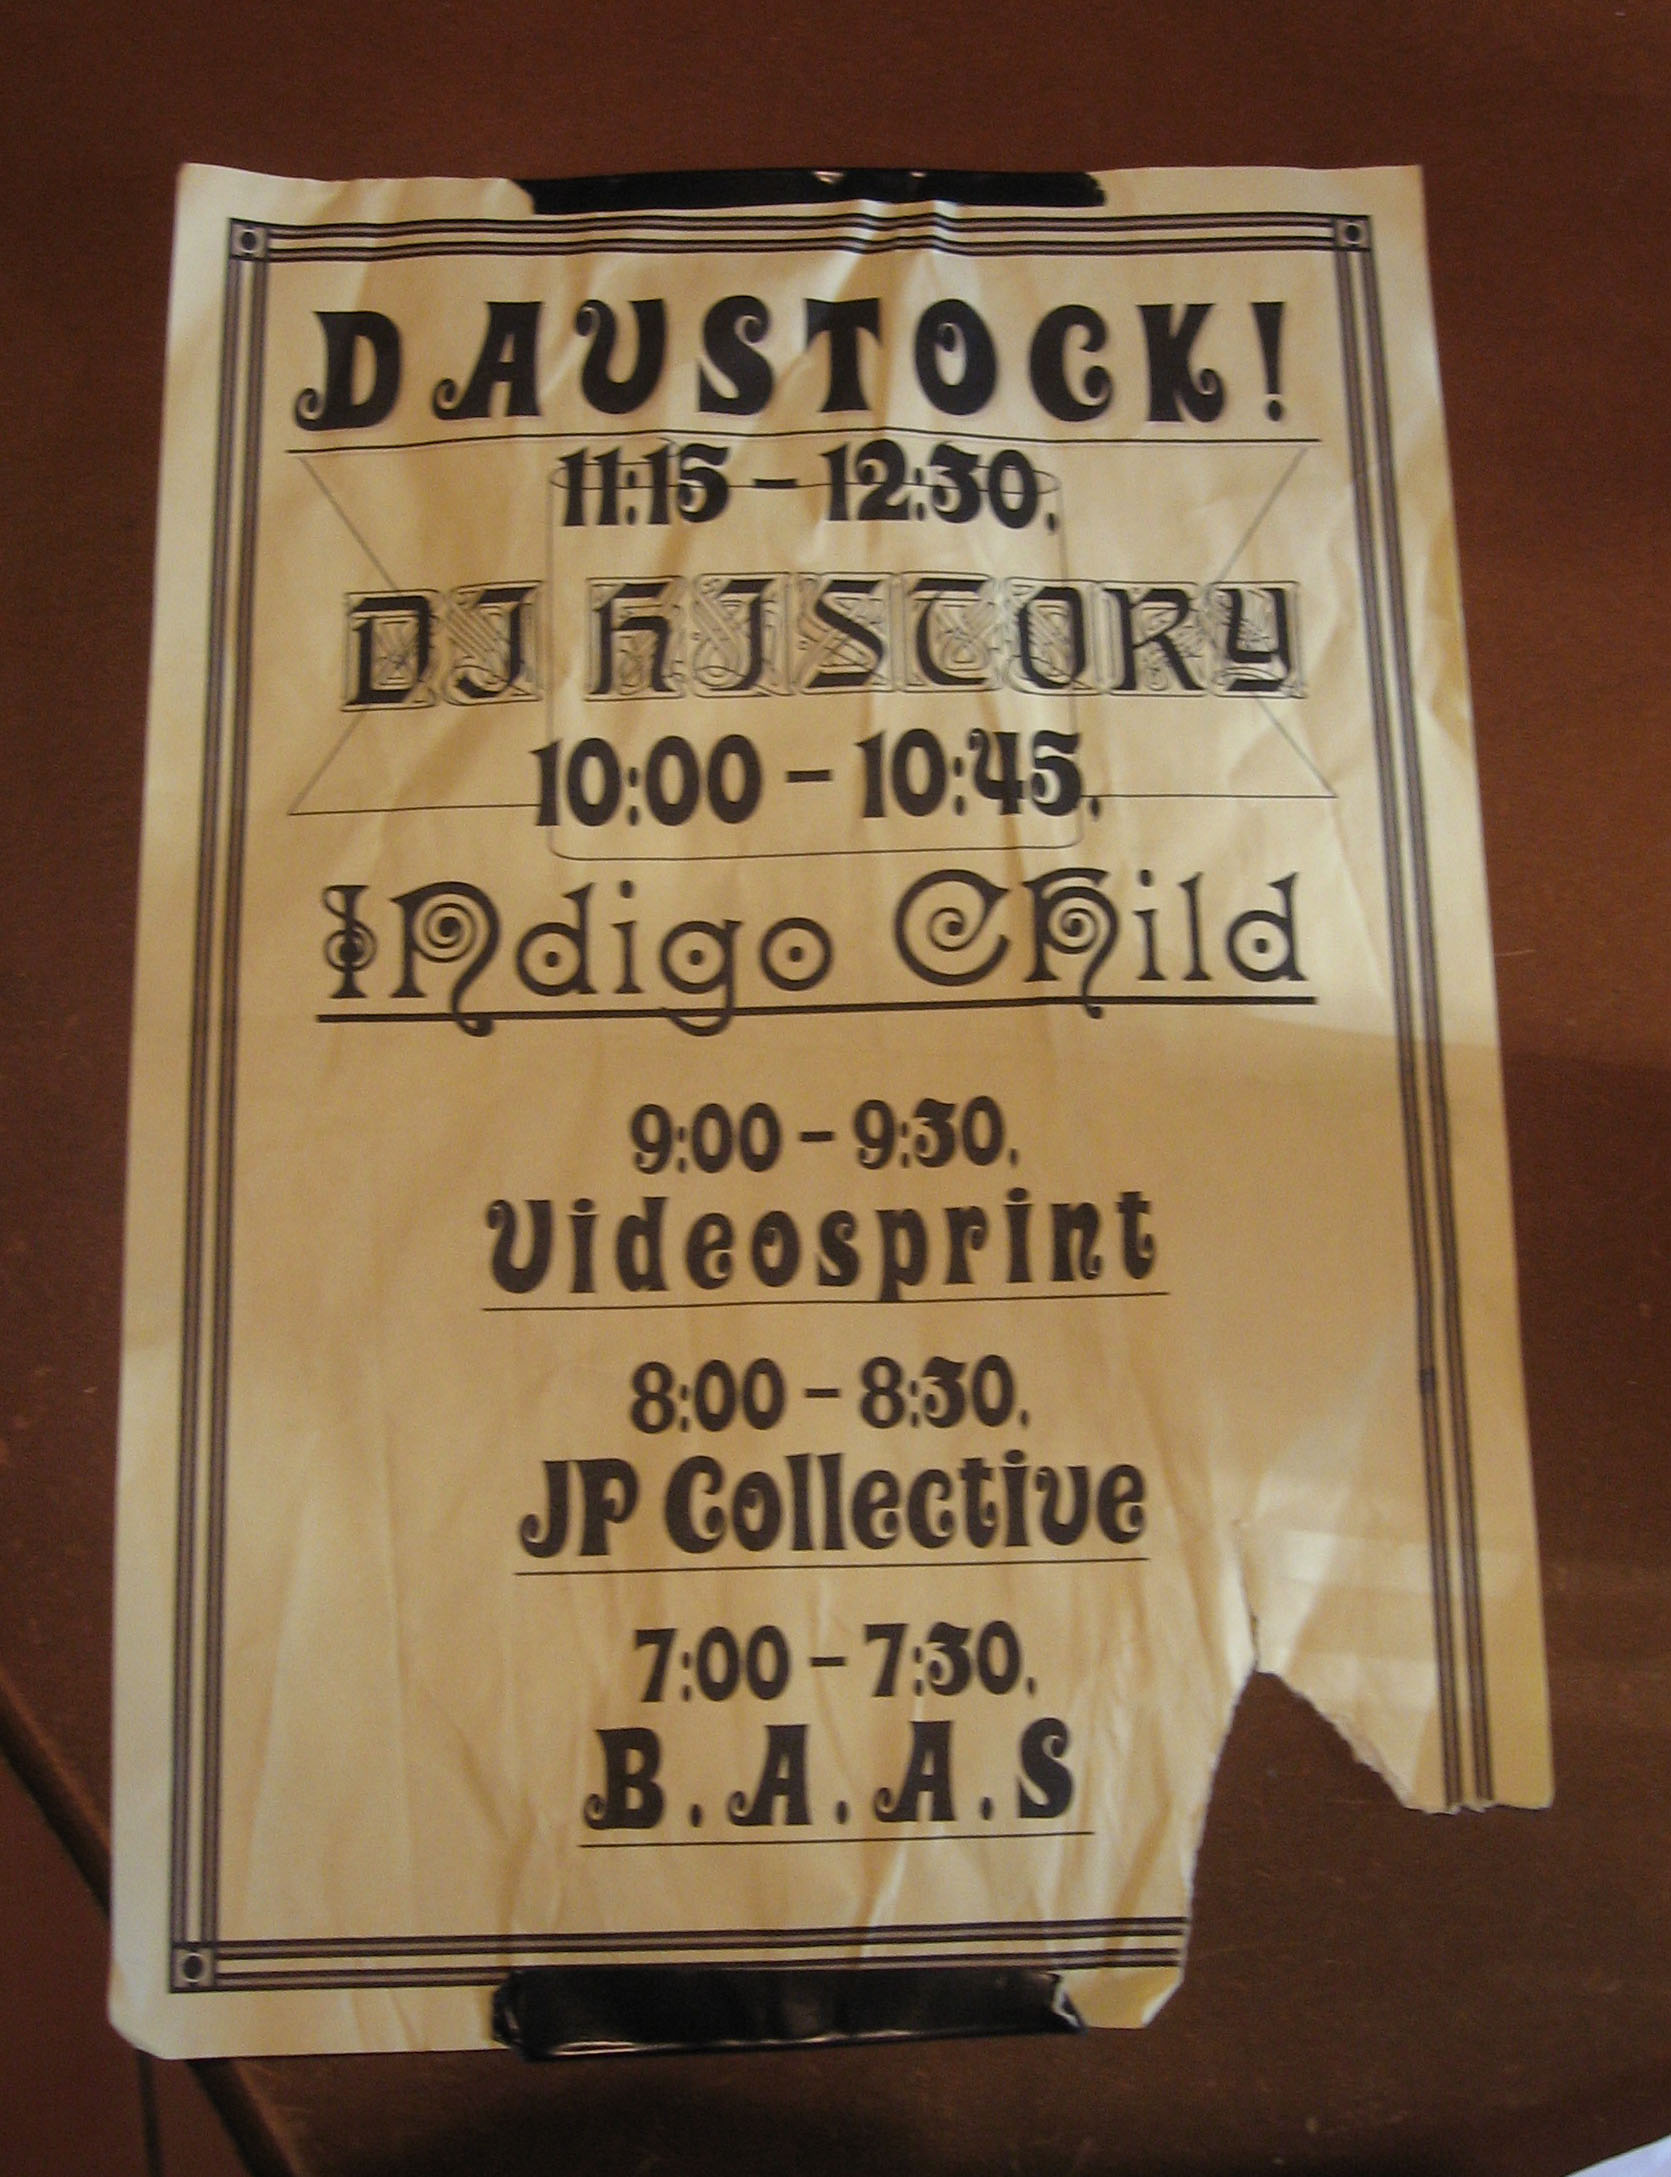 DAUSTOCK!
11:15 – 12:30.
DJ HISTORY
10:00 – 10:45.
Indigo Child
9:00 – 9:30.
Videosprint
8:00 – 8:30.
JP Collective
7:00 – 7:30.
B.A.A.S